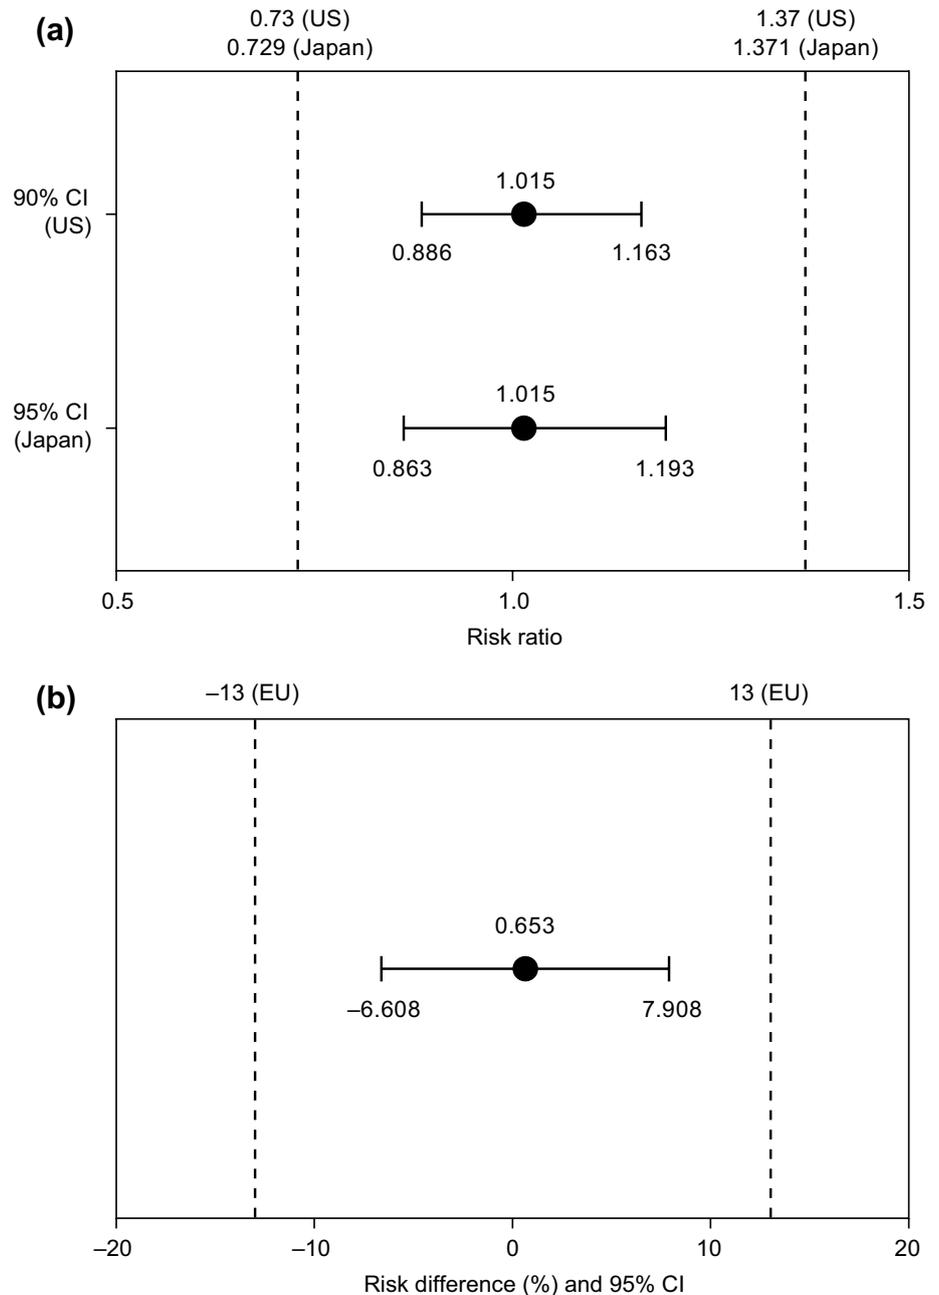 (a)
0.73 (US)
0.729 (Japan)
1.37 (US)
1.371 (Japan)
90% CI
(US)
1.015
0.886
1.163
95% CI
(Japan)
1.015
0.863
1.193
0.5
1.0
1.5
Risk ratio
(b)
–13 (EU)
13 (EU)
0.653
–6.608
7.908
–20
–10
0
10
20
Risk difference (%) and 95% CI